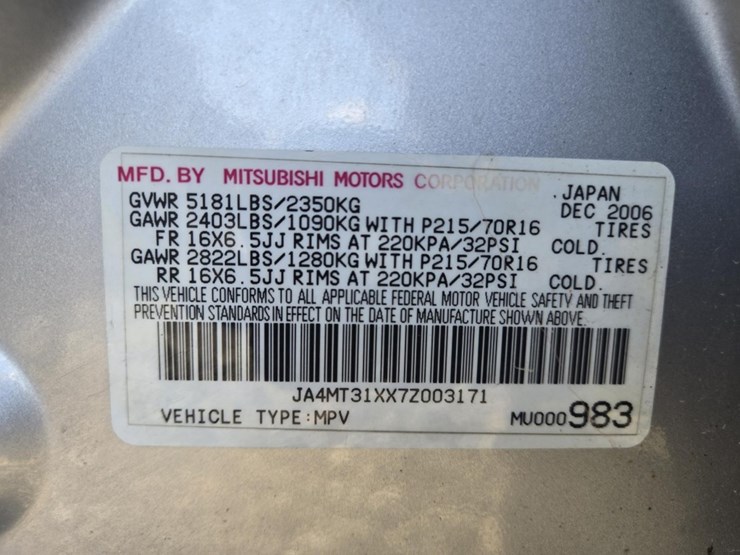 MFD. BY MITSUBISHI MOTORS CORPORATION . JAPAN
GVWR 5181LBS/2350KG DEC 2006
GAWR 2403LBS/1090KG WITH P215/70R16 TIRES
FR 16X6.5JJ RIMS AT 220KPA/32PSI COLD.
GAWR 2822LBS/1280KG WITH P215/70R16 TIRES
RR 16X6.5JJ RIMS AT 220KPA/32PSI COLD.
THIS VEHICLE CONFORMS TO ALL APPLICABLE FEDERAL MOTOR VEHICLE SAFETY AND THEFT
PREVENTION STANDARDS IN EFFECT ON THE DATE OF MANUFACTURE SHOWN ABOVE.
JA4MT31XX7Z003171
VEHICLE TYPE:MPV MU000983